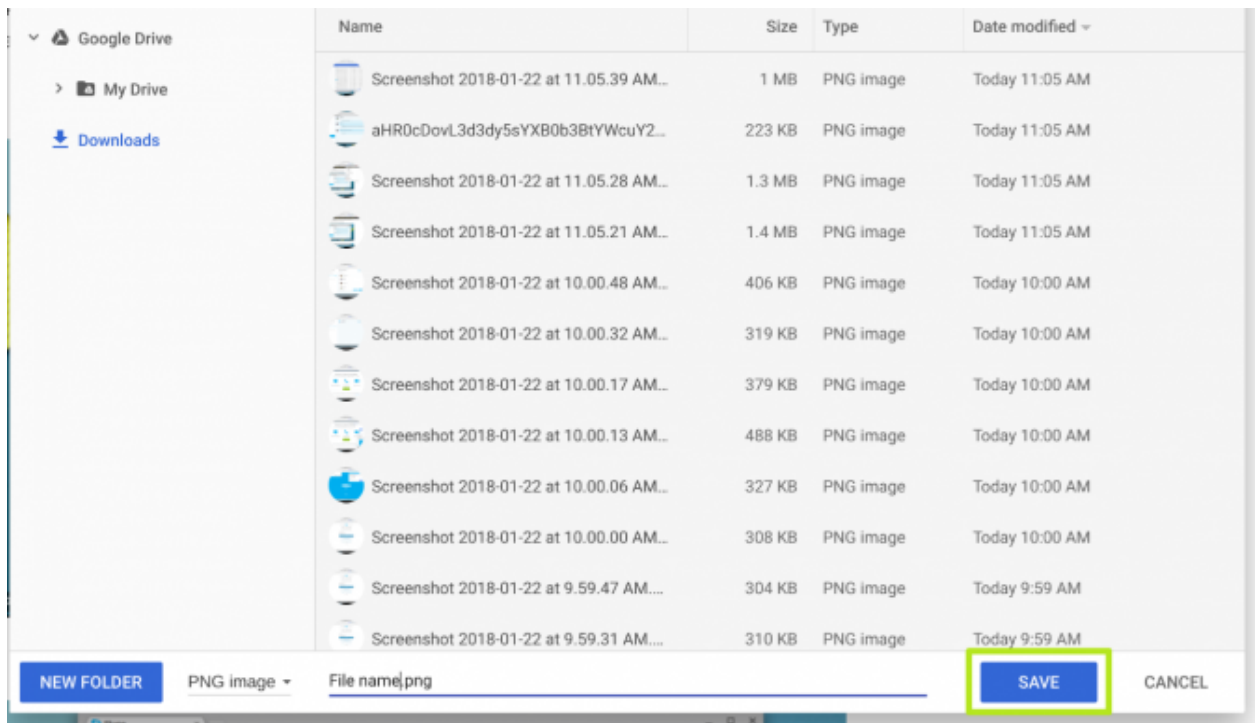 Google Drive
My Drive
Downloads
Name Size Type Date modified
Screenshot 2018-01-22 at 11.05.39 AM... 1 MB PNG image Today 11:05 AM
aHR0cDovL3d3dy5sYXB0b3BtYWcuY2... 223 KB PNG image Today 11:05 AM
Screenshot 2018-01-22 at 11.05.28 AM... 1.3 MB PNG image Today 11:05 AM
Screenshot 2018-01-22 at 11.05.21 AM... 1.4 MB PNG image Today 11:05 AM
Screenshot 2018-01-22 at 10.00.48 AM... 406 KB PNG image Today 10:00 AM
Screenshot 2018-01-22 at 10.00.32 AM... 319 KB PNG image Today 10:00 AM
Screenshot 2018-01-22 at 10.00.17 AM... 379 KB PNG image Today 10:00 AM
Screenshot 2018-01-22 at 10.00.13 AM... 488 KB PNG image Today 10:00 AM
Screenshot 2018-01-22 at 10.00.06 AM... 327 KB PNG image Today 10:00 AM
Screenshot 2018-01-22 at 10.00.00 AM... 308 KB PNG image Today 10:00 AM
Screenshot 2018-01-22 at 9.59.47 AM.... 304 KB PNG image Today 9:59 AM
Screenshot 2018-01-22 at 9.59.31 AM.... 310 KB PNG image Today 9:59 AM
NEW FOLDER PNG image File name.png SAVE CANCEL